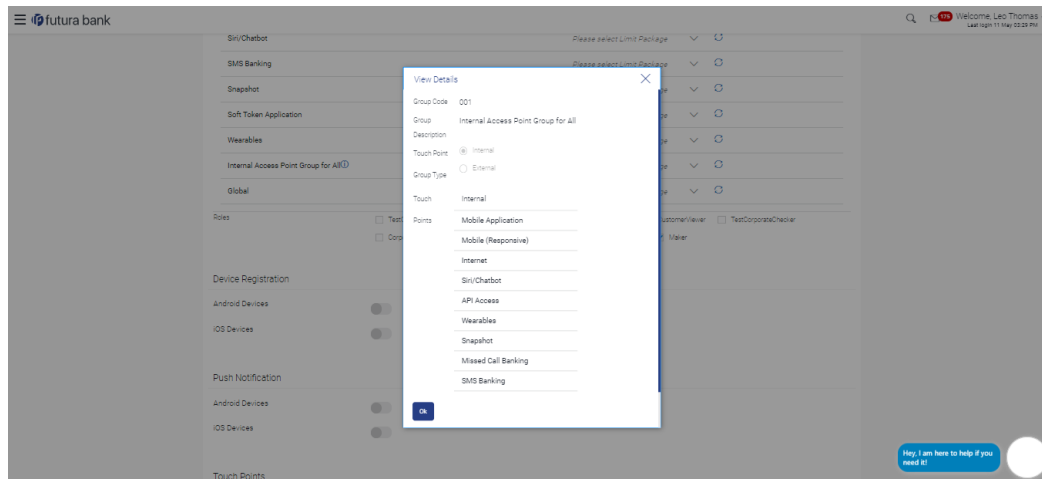 futura bank
175
Welcome, Leo Thomas
Last login 11 May 03:29 PM
Siri/Chatbot Please select Limit Package
SMS Banking Please select Limit Package
Snapshot
Soft Token Application
Wearables
Internal Access Point Group for All
Global
Roles
TestCorporateChecker
Maker
View Details
Group Code 001
Group Description Internal Access Point Group for All
Touch Point Group Type
Internal
External
Touch Points
Internal
Mobile Application
Mobile (Responsive)
Internet
Siri/Chatbot
API Access
Wearables
Snapshot
Missed Call Banking
SMS Banking
Ok
Device Registration
Android Devices
iOS Devices
Push Notification
Android Devices
iOS Devices
Touch Points
Hey, I am here to help if you
need it!